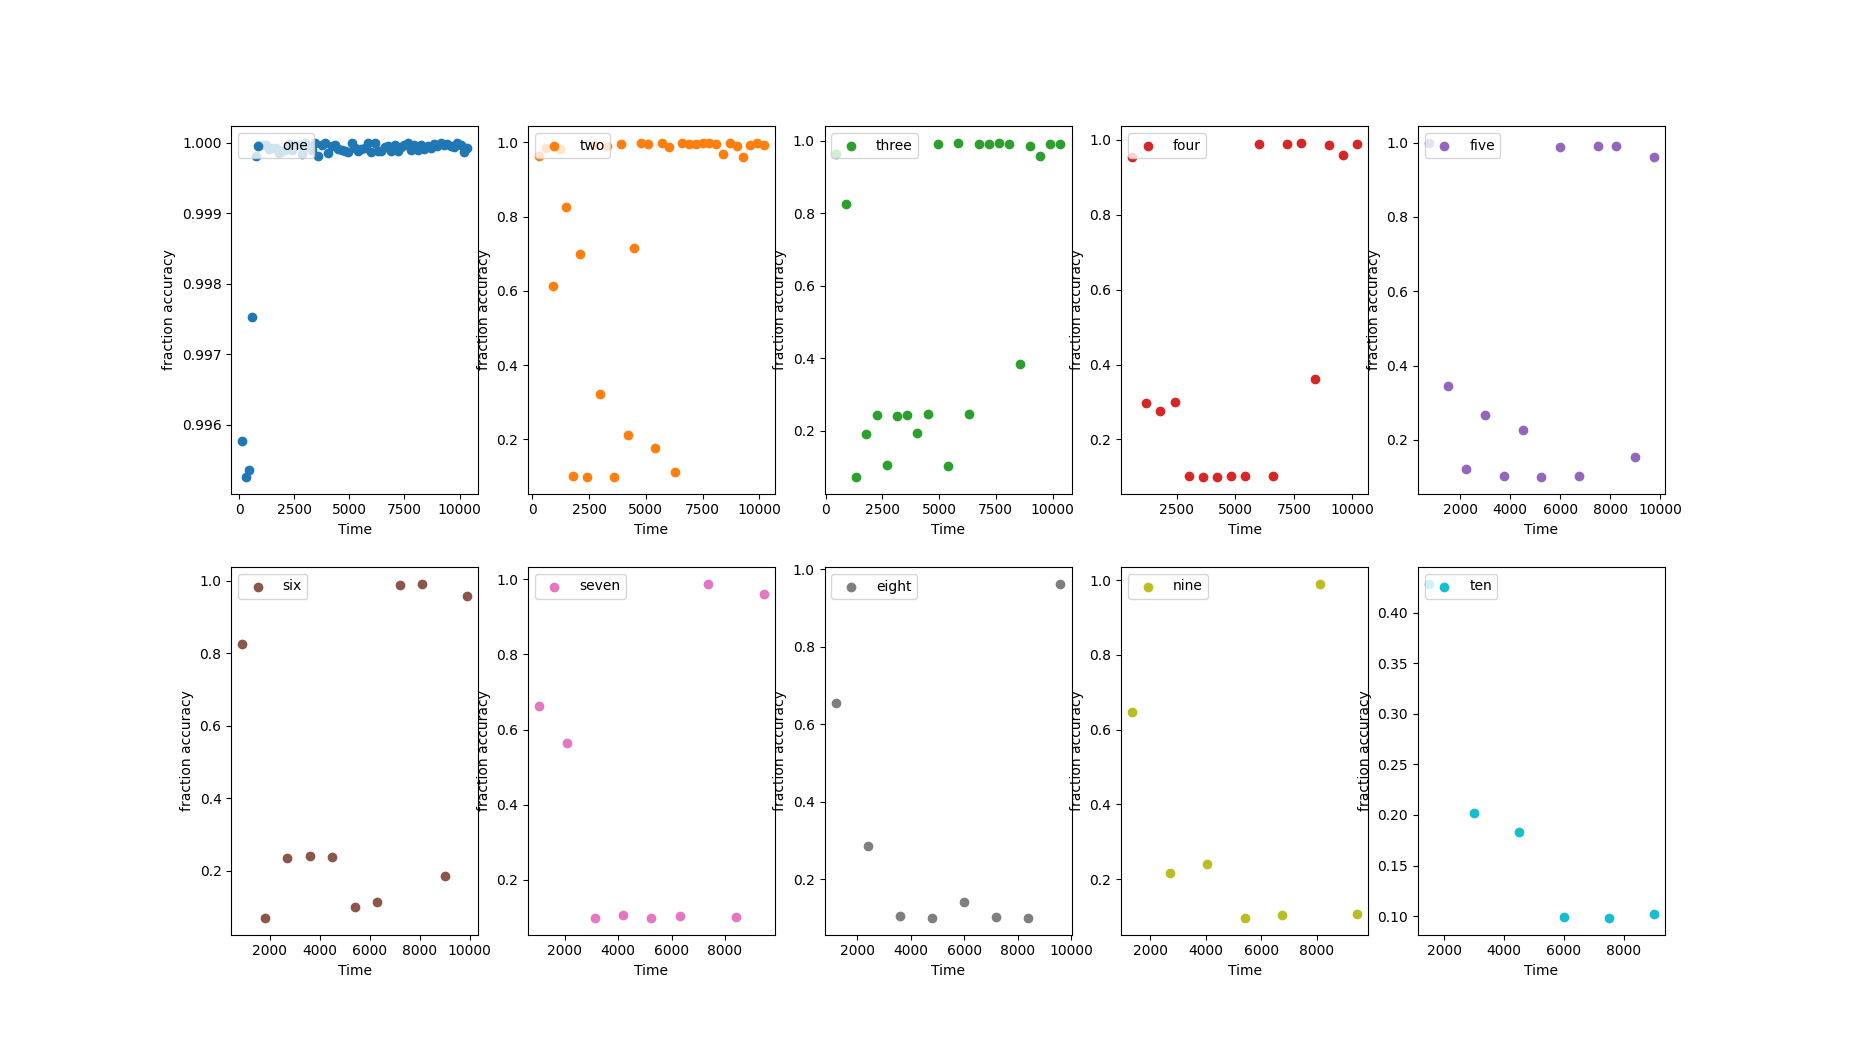 one
1.000
0.999
0.998
0.997
0.996
fraction accuracy
0 2500 5000 7500 10000
Time
two
1.0
0.8
0.6
0.4
0.2
fraction accuracy
0 2500 5000 7500 10000
Time
three
1.0
0.8
0.6
0.4
0.2
fraction accuracy
0 2500 5000 7500 10000
Time
four
1.0
0.8
0.6
0.4
0.2
fraction accuracy
2500 5000 7500 10000
Time
five
1.0
0.8
0.6
0.4
0.2
fraction accuracy
2000 4000 6000 8000 10000
Time
six
1.0
0.8
0.6
0.4
0.2
fraction accuracy
2000 4000 6000 8000 10000
Time
seven
1.0
0.8
0.6
0.4
0.2
fraction accuracy
2000 4000 6000 8000
Time
eight
1.0
0.8
0.6
0.4
0.2
fraction accuracy
2000 4000 6000 8000 10000
Time
nine
1.0
0.8
0.6
0.4
0.2
fraction accuracy
2000 4000 6000 8000
Time
ten
0.40
0.35
0.30
0.25
0.20
0.15
0.10
fraction accuracy
2000 4000 6000 8000
Time